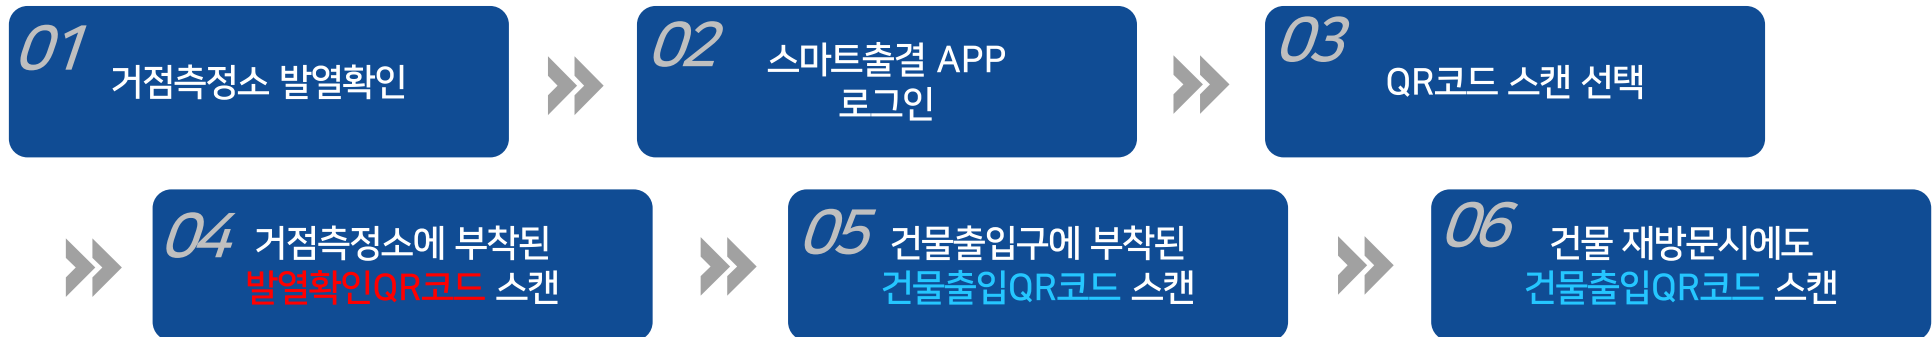 01
거점측정소 발열확인
02
스마트출결 APP
로그인
03
QR코드 스캔 선택
04
거점측정소에 부착된
발열확인QR코드 스캔
05
건물출입구에 부착된
건물출입QR코드 스캔
06
건물 재방문시에도
건물출입QR코드 스캔